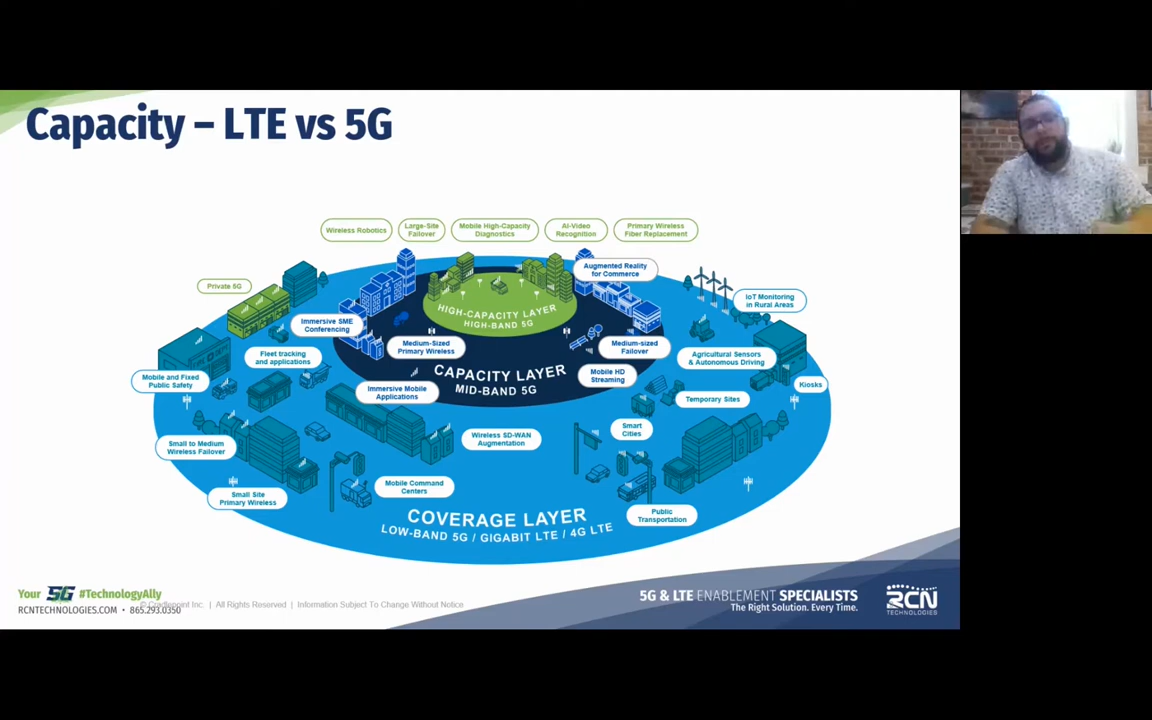 Capacity – LTE vs 5G
Wireless Robotics
Large-Site
Failover
Mobile High-Capacity
Diagnostics
AI-Video
Recognition
Primary Wireless
Fiber Replacement
Private 5G
Augmented Reality
for Commerce
IoT Monitoring
in Rural Areas
HIGH-CAPACITY LAYER
HIGH-BAND 5G
Immersive SME
Conferencing
Medium-Sized
Primary Wireless
Medium-sized
Failover
Fleet tracking
and applications
Agricultural Sensors
& Autonomous Driving
Mobile and Fixed
Public Safety
CAPACITY LAYER
MID-BAND 5G
Mobile HD
Streaming
Kiosks
Immersive Mobile
Applications
Temporary Sites
Smart
Cities
Small to Medium
Wireless Failover
Wireless SD-WAN
Augmentation
Small Site
Primary Wireless
Mobile Command
Centers
Public
Transportation
COVERAGE LAYER
LOW-BAND 5G / GIGABIT LTE / 4G LTE
Your 5G #TechnologyAlly
RCNTECHNOLOGIES.COM • 865.293.0350
© Cradlepoint Inc. | All Rights Reserved | Information Subject To Change Without Notice
5G & LTE ENABLEMENT SPECIALISTS
The Right Solution. Every Time.
RCN
TECHNOLOGIES